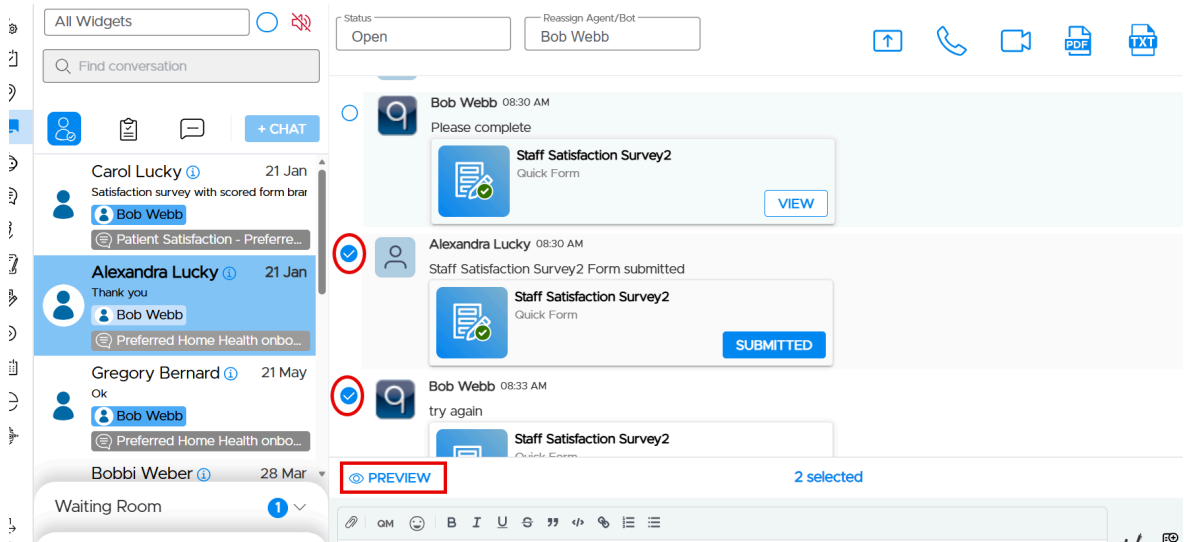 All Widgets
Find conversation
+ CHAT
Carol Lucky
21 Jan
Satisfaction survey with scored form brar
Bob Webb
Patient Satisfaction - Preferre...
Alexandra Lucky
21 Jan
Thank you
Bob Webb
Preferred Home Health onbo...
Gregory Bernard
21 May
Ok
Bob Webb
Preferred Home Health onbo...
Bobbi Weber
28 Mar
Waiting Room
1
Status
Open
Reassign Agent/Bot
Bob Webb
PDF
TXT
Bob Webb 08:30 AM
Please complete
Staff Satisfaction Survey2
Quick Form
VIEW
Alexandra Lucky 08:30 AM
Staff Satisfaction Survey2 Form submitted
Staff Satisfaction Survey2
Quick Form
SUBMITTED
Bob Webb 08:33 AM
try again
Staff Satisfaction Survey2
Quick Form
PREVIEW
2 selected
QM
B I U S